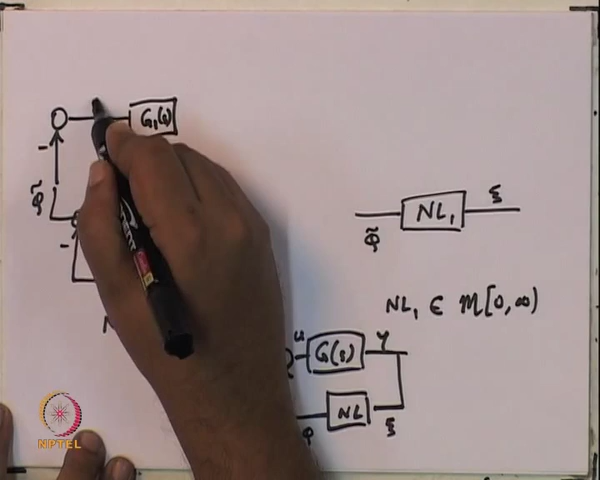 G₁(s)
-
φ̃
-
N
NL₁
ξ
φ̃
NL₁ ∈ M[0,∞)
u
G(s)
y
NL
φ
ξ
NPTEL